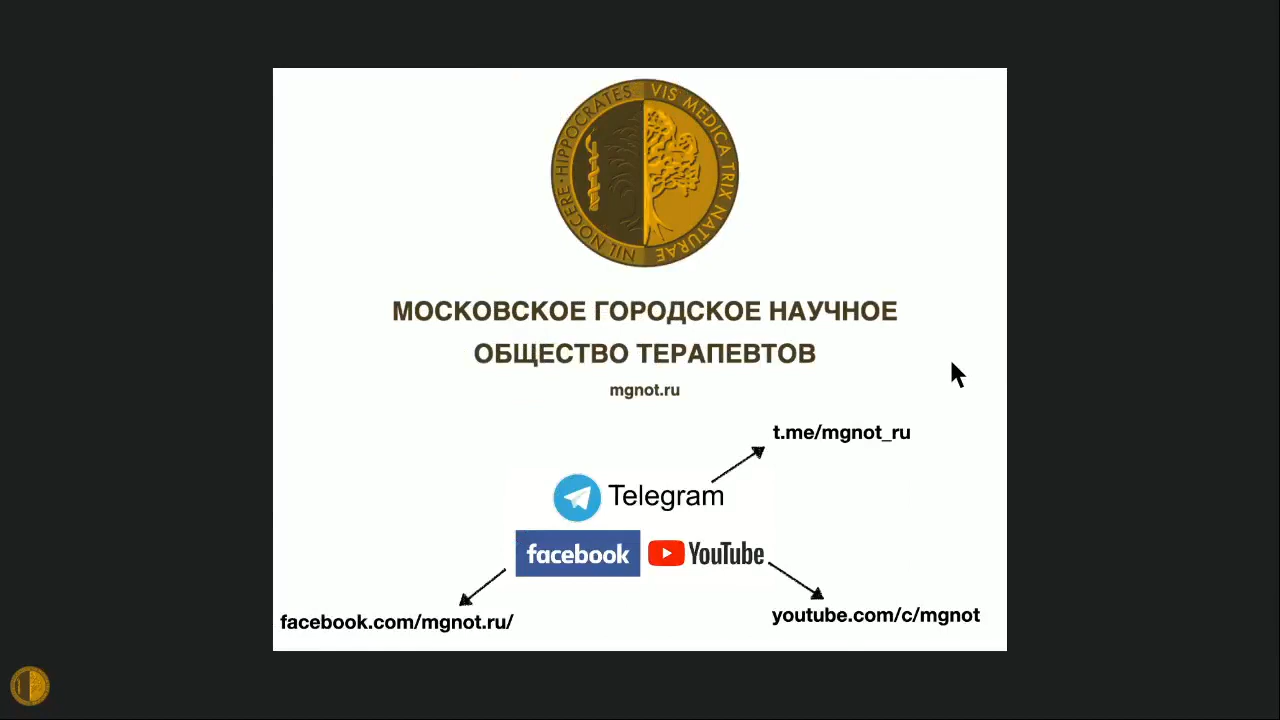 NIL NOCERE · HIPPOCRATES
VIS MEDICA TRIX NATURAE
МОСКОВСКОЕ ГОРОДСКОЕ НАУЧНОЕ
ОБЩЕСТВО ТЕРАПЕВТОВ
mgnot.ru
t.me/mgnot_ru
Telegram
facebook
YouTube
facebook.com/mgnot.ru/
youtube.com/c/mgnot